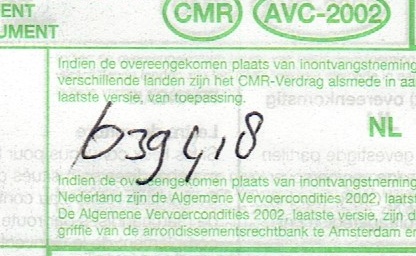 ENT
UMENT
CMR AVC-2002
Indien de overeengekomen plaats van inontvangstneming
verschillende landen zijn het CMR-Verdrag alsmede in aa
laatste versie, van toepassing.
NL
Indien de overeengekomen plaats van inontvangstneming
Nederland zijn de Algemene Vervoercondities 2002) laatst
De Algemene Vervoercondities 2002, laatste versie, zijn d
griffie van de arrondissementsrechtbank te Amsterdam en